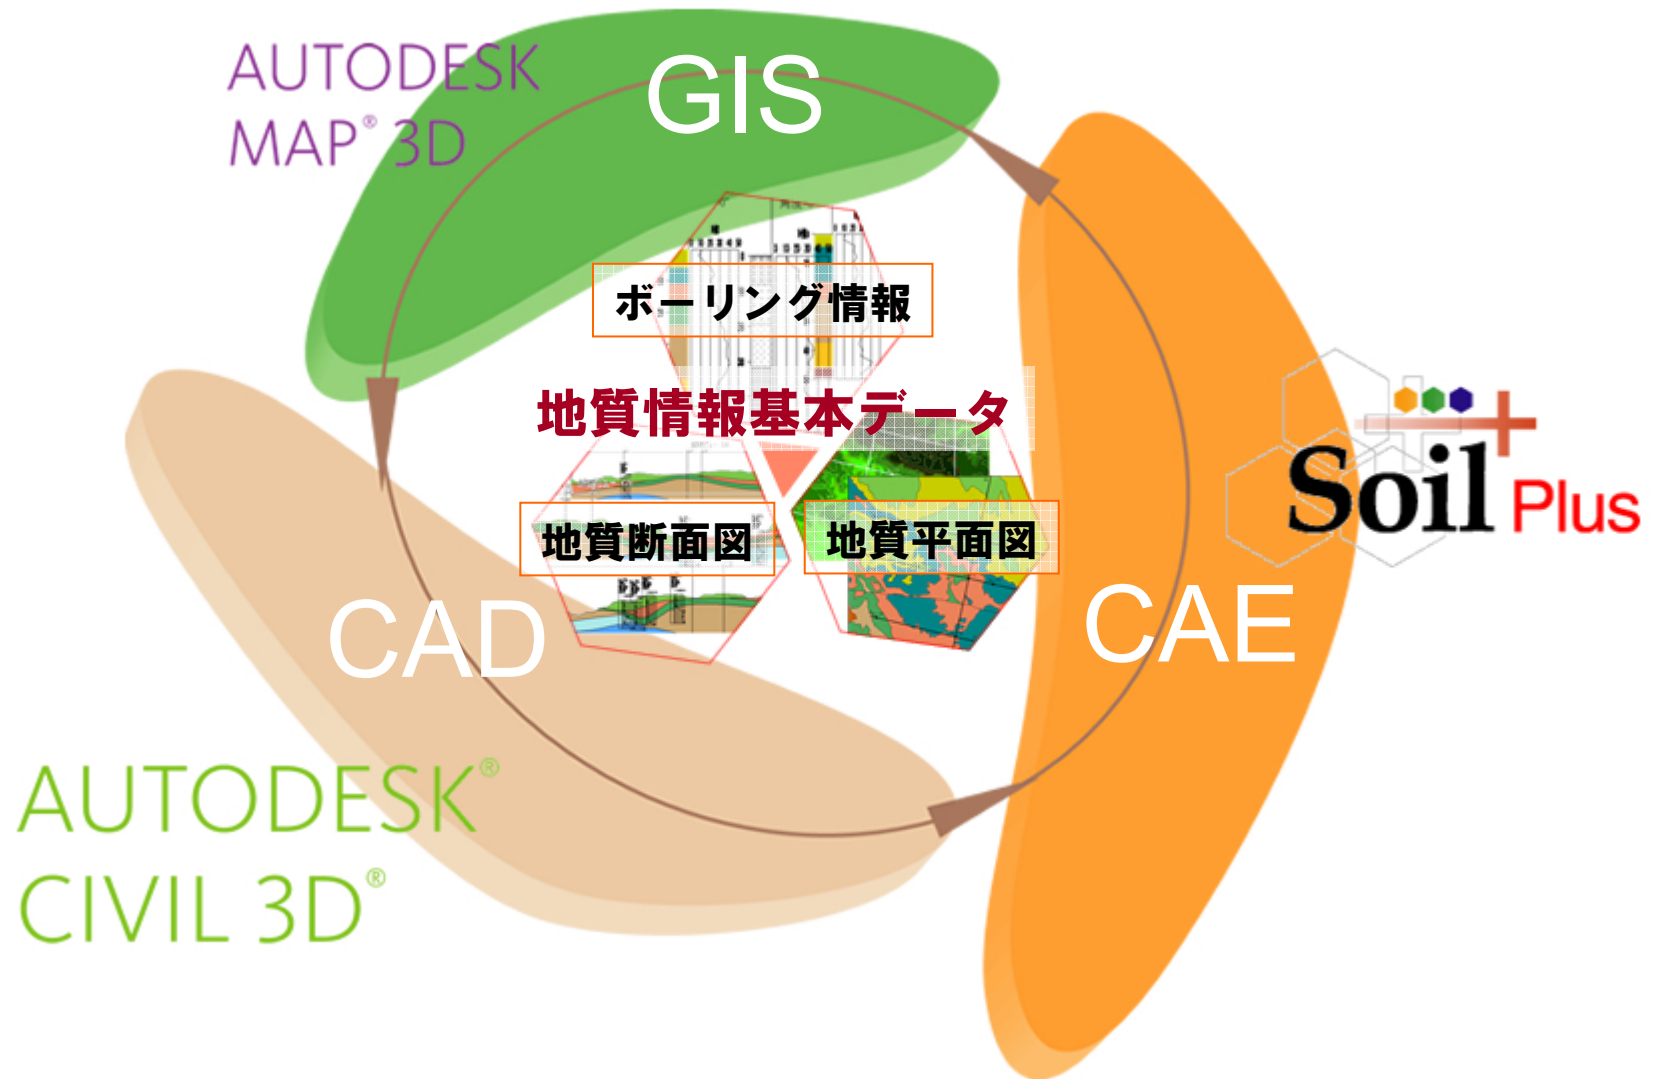 AUTODESK
MAP® 3D
GIS
ボーリング情報
地質情報基本データ
地質断面図
地質平面図
Soil Plus
CAD
CAE
AUTODESK®
CIVIL 3D®